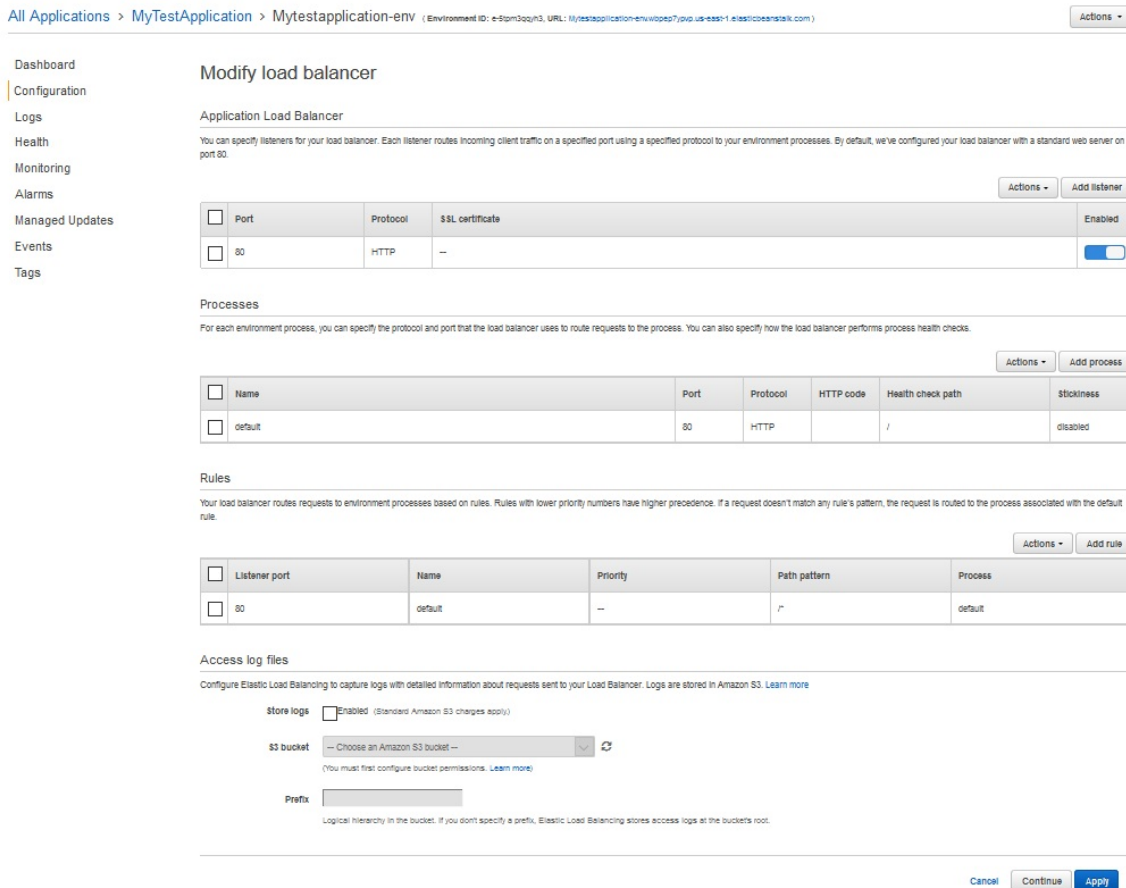 All Applications > MyTestApplication > Mytestapplication-env ( Environment ID: e-5tpm3qqyh3, URL: Mytestapplication-env.wbpep7ypvp.us-east-1.elasticbeanstalk.com )
Actions
Dashboard
Configuration
Logs
Health
Monitoring
Alarms
Managed Updates
Events
Tags
Modify load balancer
Application Load Balancer
You can specify listeners for your load balancer. Each listener routes incoming client traffic on a specified port using a specified protocol to your environment processes. By default, we've configured your load balancer with a standard web server on
port 80.
Actions Add listener
Port Protocol SSL certificate Enabled
80 HTTP --
Processes
For each environment process, you can specify the protocol and port that the load balancer uses to route requests to the process. You can also specify how the load balancer performs process health checks.
Actions Add process
Name Port Protocol HTTP code Health check path Stickiness
default 80 HTTP / disabled
Rules
Your load balancer routes requests to environment processes based on rules. Rules with lower priority numbers have higher precedence. If a request doesn't match any rule's pattern, the request is routed to the process associated with the default
rule.
Actions Add rule
Listener port Name Priority Path pattern Process
80 default -- /* default
Access log files
Configure Elastic Load Balancing to capture logs with detailed information about requests sent to your Load Balancer. Logs are stored in Amazon S3. Learn more
Store logs Enabled (Standard Amazon S3 charges apply.)
S3 bucket -- Choose an Amazon S3 bucket --
(You must first configure bucket permissions. Learn more)
Prefix
Logical hierarchy in the bucket. If you don't specify a prefix, Elastic Load Balancing stores access logs at the bucket's root.
Cancel Continue Apply